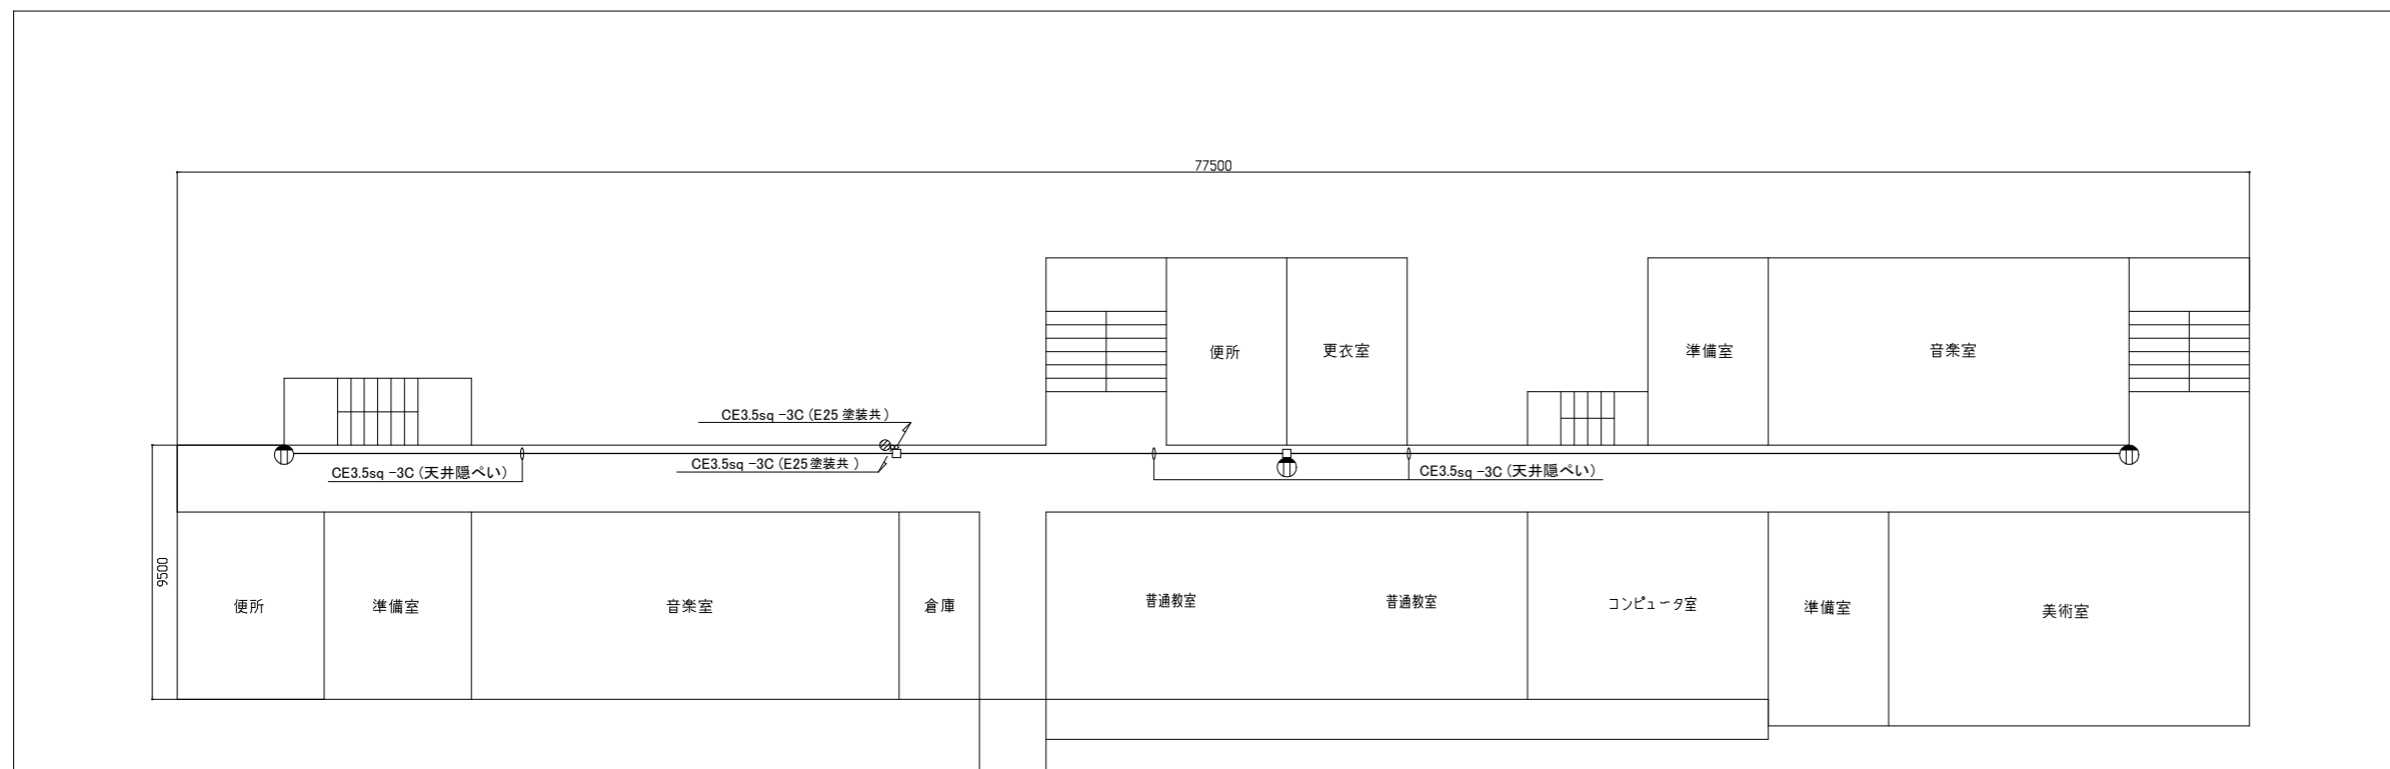 77500
便所
更衣室
準備室
音楽室
CE3.5sq -3C (E25 塗装共 )
CE3.5sq -3C (E25 塗装共 )
CE3.5sq -3C (天井隠ぺい)
CE3.5sq -3C (天井隠ぺい)
9500
便所
準備室
音楽室
倉庫
普通教室
普通教室
コンピュータ室
準備室
美術室